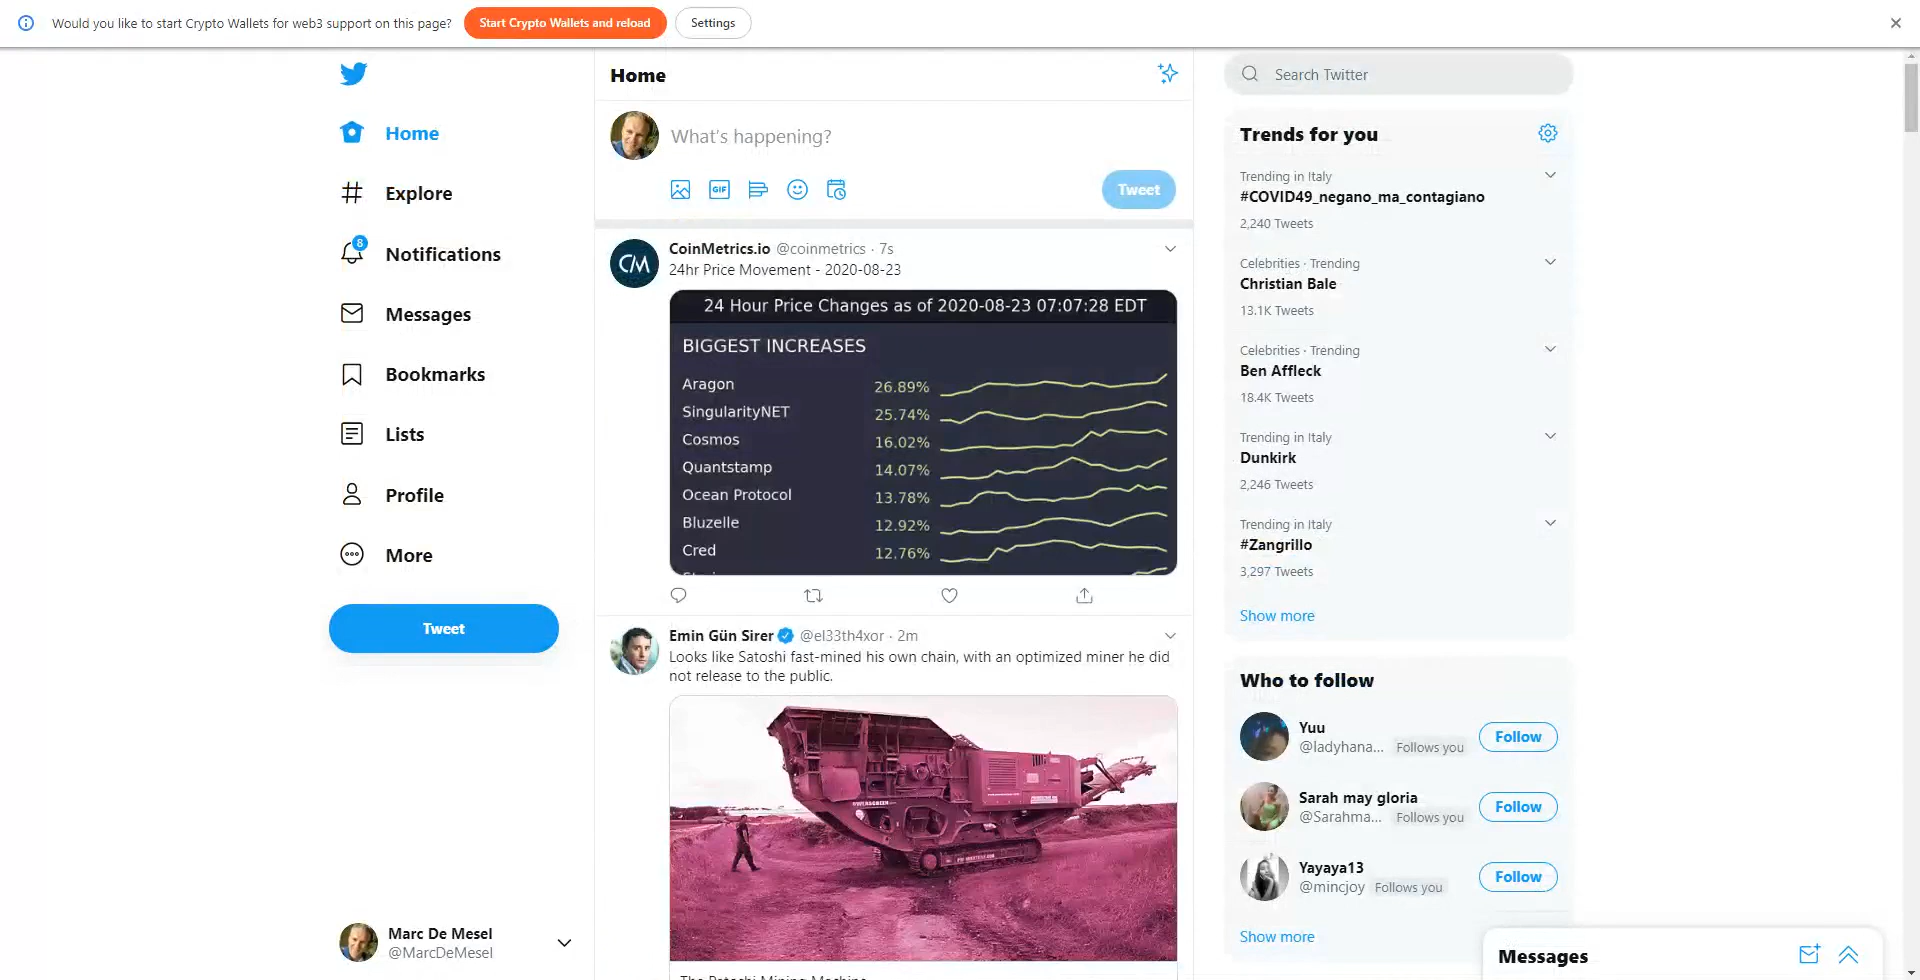 Would you like to start Crypto Wallets for web3 support on this page?
Start Crypto Wallets and reload
Settings
Home
Explore
8
Notifications
Messages
Bookmarks
Lists
Profile
More
Tweet
Marc De Mesel
@MarcDeMesel
Home
What's happening?
GIF
Tweet
CM
CoinMetrics.io @coinmetrics · 7s
24hr Price Movement - 2020-08-23
24 Hour Price Changes as of 2020-08-23 07:07:28 EDT
BIGGEST INCREASES
Aragon 26.89%
SingularityNET 25.74%
Cosmos 16.02%
Quantstamp 14.07%
Ocean Protocol 13.78%
Bluzelle 12.92%
Cred 12.76%
Emin Gün Sirer @el33th4xor · 2m
Looks like Satoshi fast-mined his own chain, with an optimized miner he did
not release to the public.
The Patoshi Mining Machine
Search Twitter
Trends for you
Trending in Italy
#COVID49_negano_ma_contagiano
2,240 Tweets
Celebrities · Trending
Christian Bale
13.1K Tweets
Celebrities · Trending
Ben Affleck
18.4K Tweets
Trending in Italy
Dunkirk
2,246 Tweets
Trending in Italy
#Zangrillo
3,297 Tweets
Show more
Who to follow
Yuu
@ladyhana... Follows you
Follow
Sarah may gloria
@Sarahma... Follows you
Follow
Yayaya13
@mincjoy Follows you
Follow
Show more
Messages